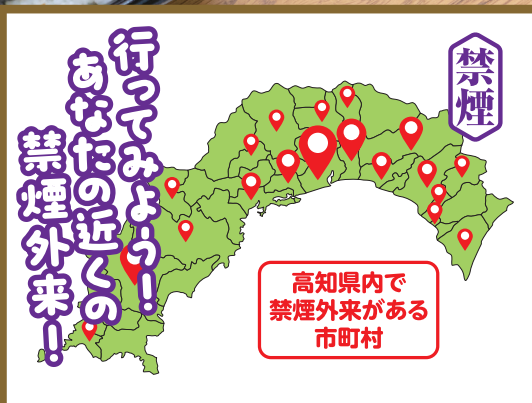 行ってみよう!
あなたの近くの
禁煙外来!
禁煙
高知県内で
禁煙外来がある
市町村